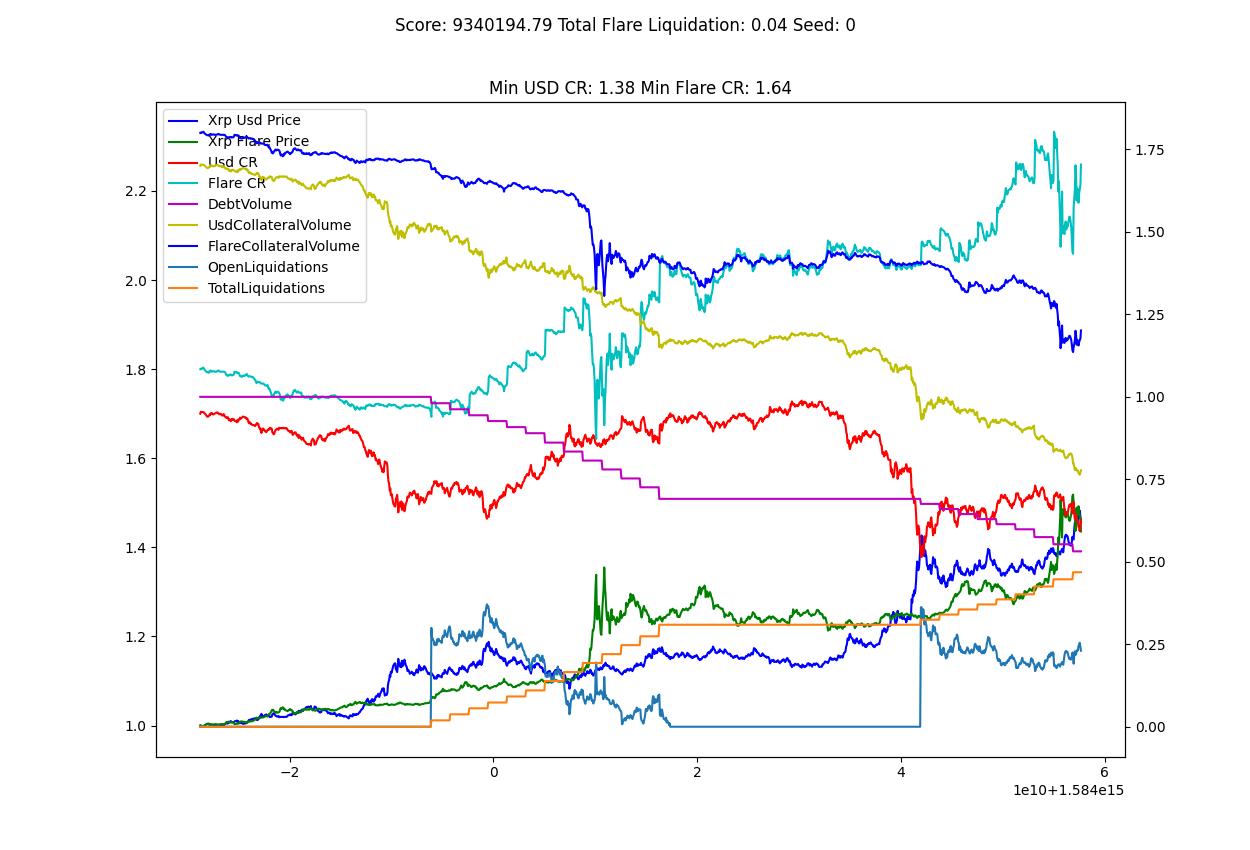 Score: 9340194.79 Total Flare Liquidation: 0.04 Seed: 0
Min USD CR: 1.38 Min Flare CR: 1.64
Xrp Usd Price
Xrp Flare Price
Usd CR
Flare CR
DebtVolume
UsdCollateralVolume
FlareCollateralVolume
OpenLiquidations
TotalLiquidations
2.2
2.0
1.8
1.6
1.4
1.2
1.0
1.75
1.50
1.25
1.00
0.75
0.50
0.25
0.00
−2 0 2 4 6
1e10+1.584e15